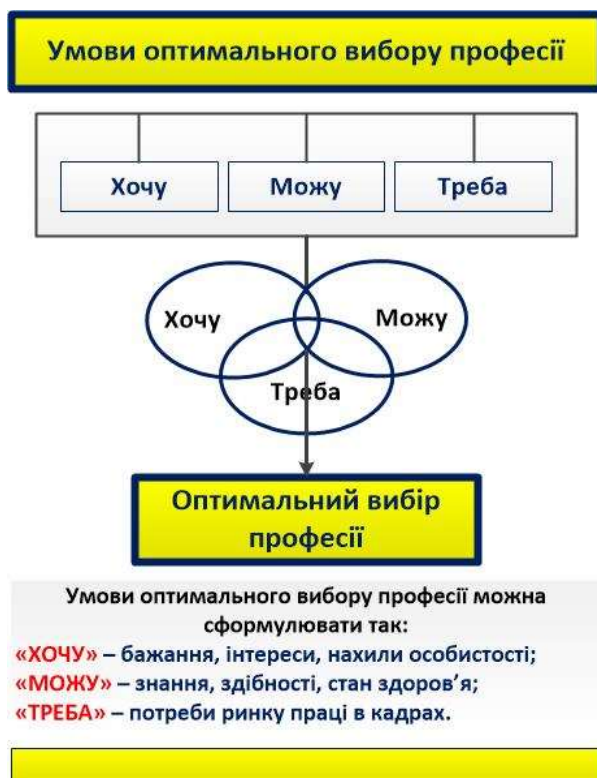 Умови оптимального вибору професії
Хочу
Можу
Треба
Хочу
Можу
Треба
Оптимальний вибір
професії
Умови оптимального вибору професії можна
сформулювати так:
«ХОЧУ» – бажання, інтереси, нахили особистості;
«МОЖУ» – знання, здібності, стан здоров’я;
«ТРЕБА» – потреби ринку праці в кадрах.